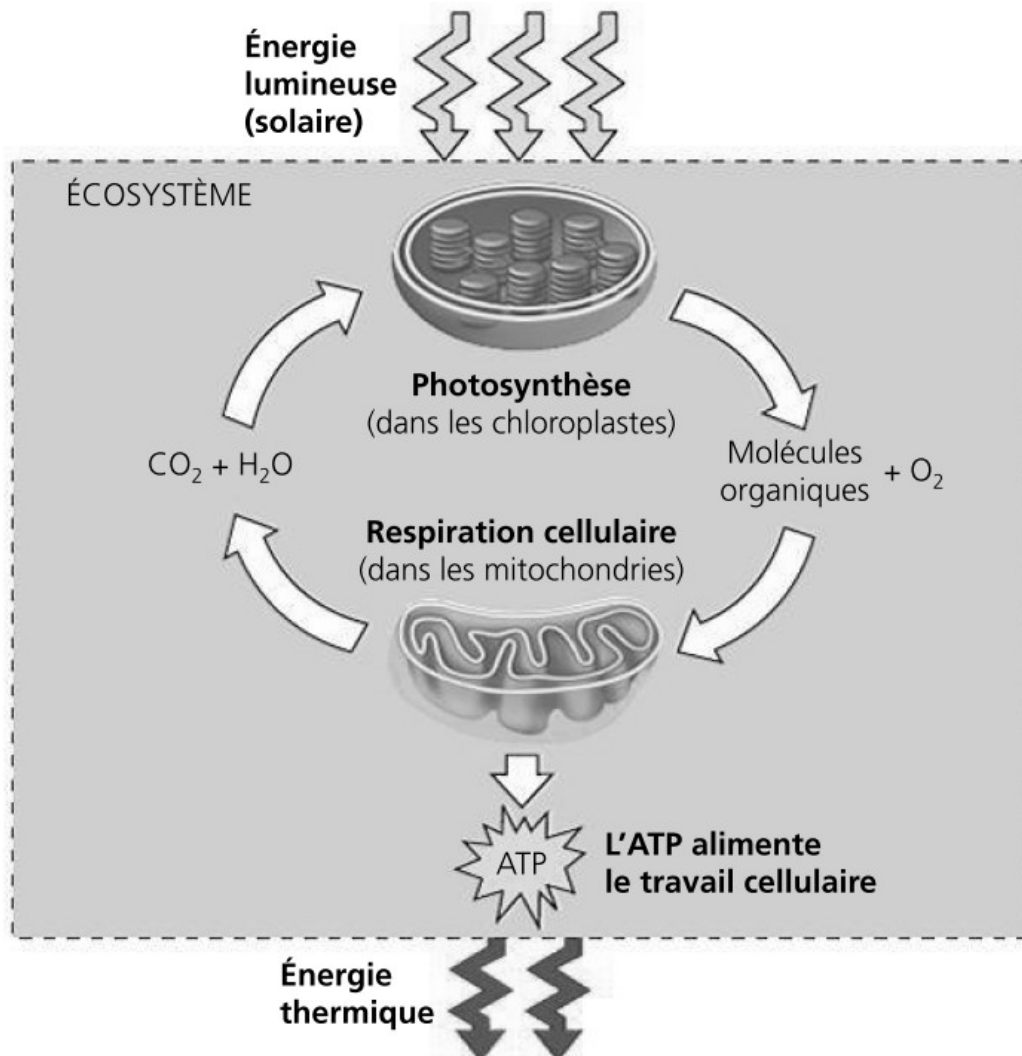 Énergie
lumineuse
(solaire)
ÉCOSYSTÈME
Photosynthèse
(dans les chloroplastes)
CO₂ + H₂O
Molécules
organiques + O₂
Respiration cellulaire
(dans les mitochondries)
ATP
L’ATP alimente
le travail cellulaire
Énergie
thermique